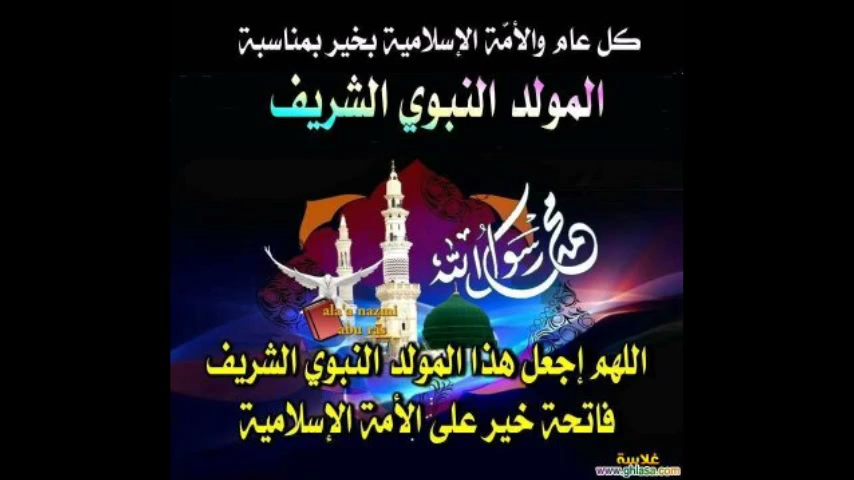 كل عام والأمّة الإسلامية بخير بمناسبة
المولد النبوي الشريف
محمد رسول الله
ala'a nazmi
abu ras
اللهم إجعل هذا المولد النبوي الشريف
فاتحة خير على الأمة الإسلامية
غلاسة
www.ghlasa.com